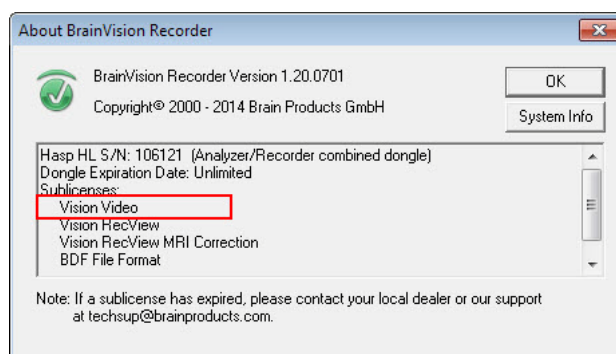 About BrainVision Recorder
BrainVision Recorder Version 1.20.0701
OK
Copyright© 2000 - 2014 Brain Products GmbH
System Info
Hasp HL S/N: 106121 (Analyzer/Recorder combined dongle)
Dongle Expiration Date: Unlimited
Sublicenses:
Vision Video
Vision RecView
Vision RecView MRI Correction
BDF File Format
Note: If a sublicense has expired, please contact your local dealer or our support
at techsup@brainproducts.com.